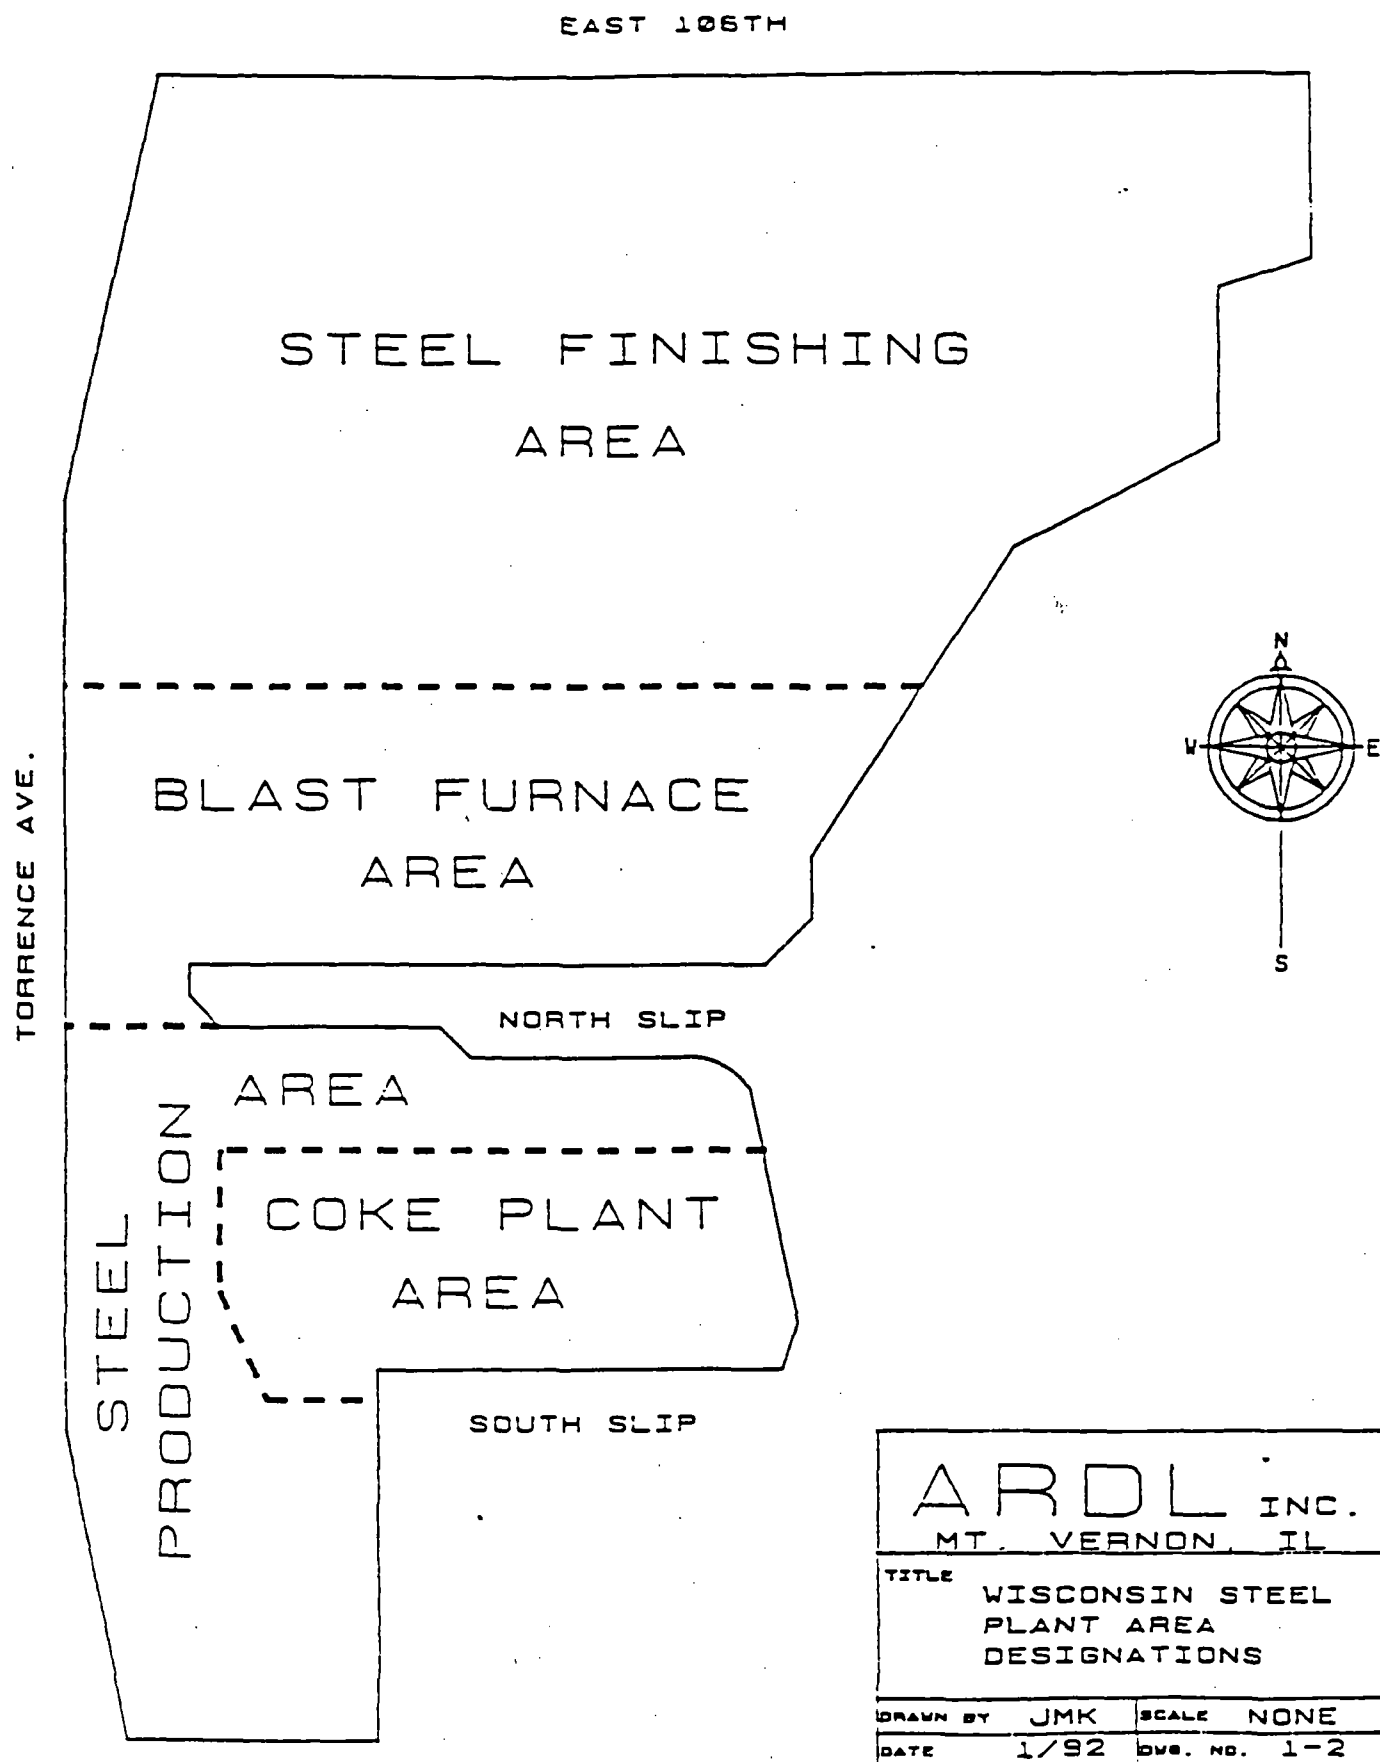 EAST 106TH
STEEL FINISHING
AREA
N
W
E
S
TORRENCE AVE.
BLAST FURNACE
AREA
NORTH SLIP
STEEL
PRODUCTION
AREA
COKE PLANT
AREA
SOUTH SLIP
ARDL INC.
MT. VERNON, IL
TITLE
WISCONSIN STEEL
PLANT AREA
DESIGNATIONS
DRAWN BY JMK SCALE NONE
DATE 1/92 DWG. NO. 1-2